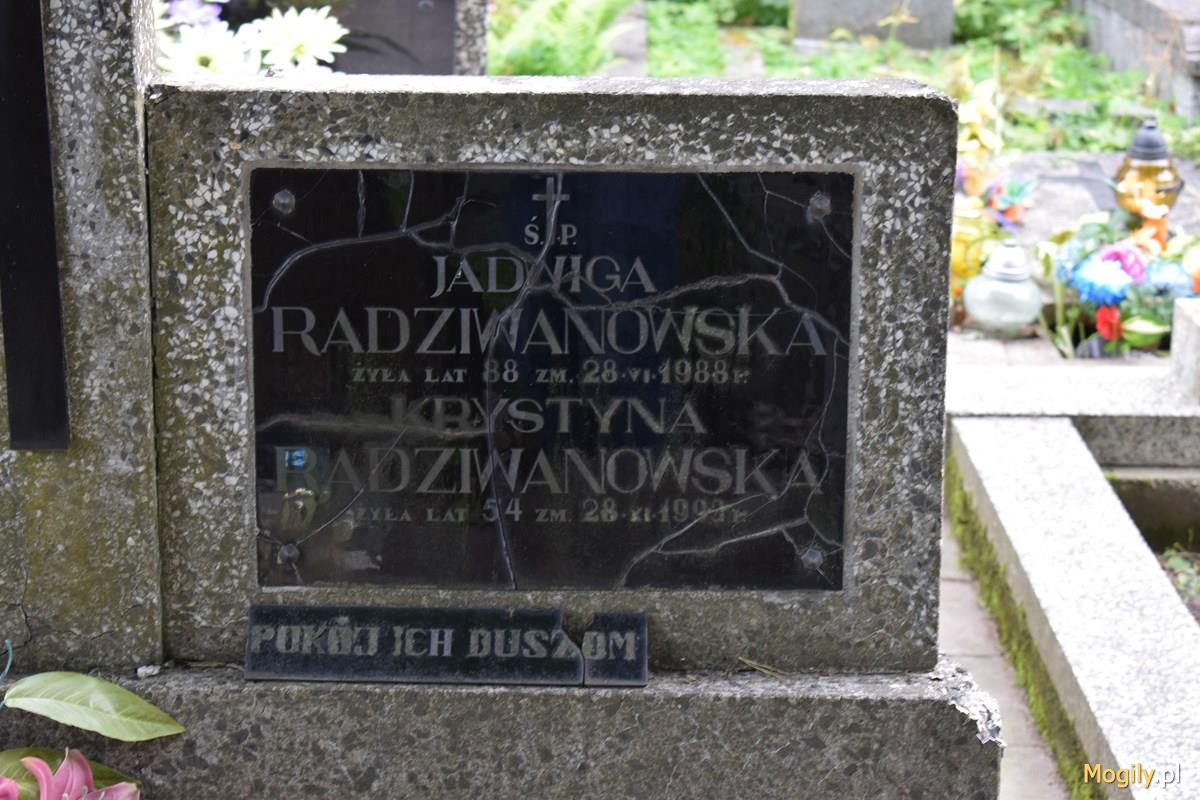 Ś. P.
JADWIGA
RADZIWANOWSKA
ŻYŁA LAT 88 ZM. 28·VI·1988 r.
KRYSTYNA
RADZIWANOWSKA
ŻYŁA LAT 54 ZM. 28·XI·1993 r.
POKÓJ ICH DUSZOM
Mogily.pl